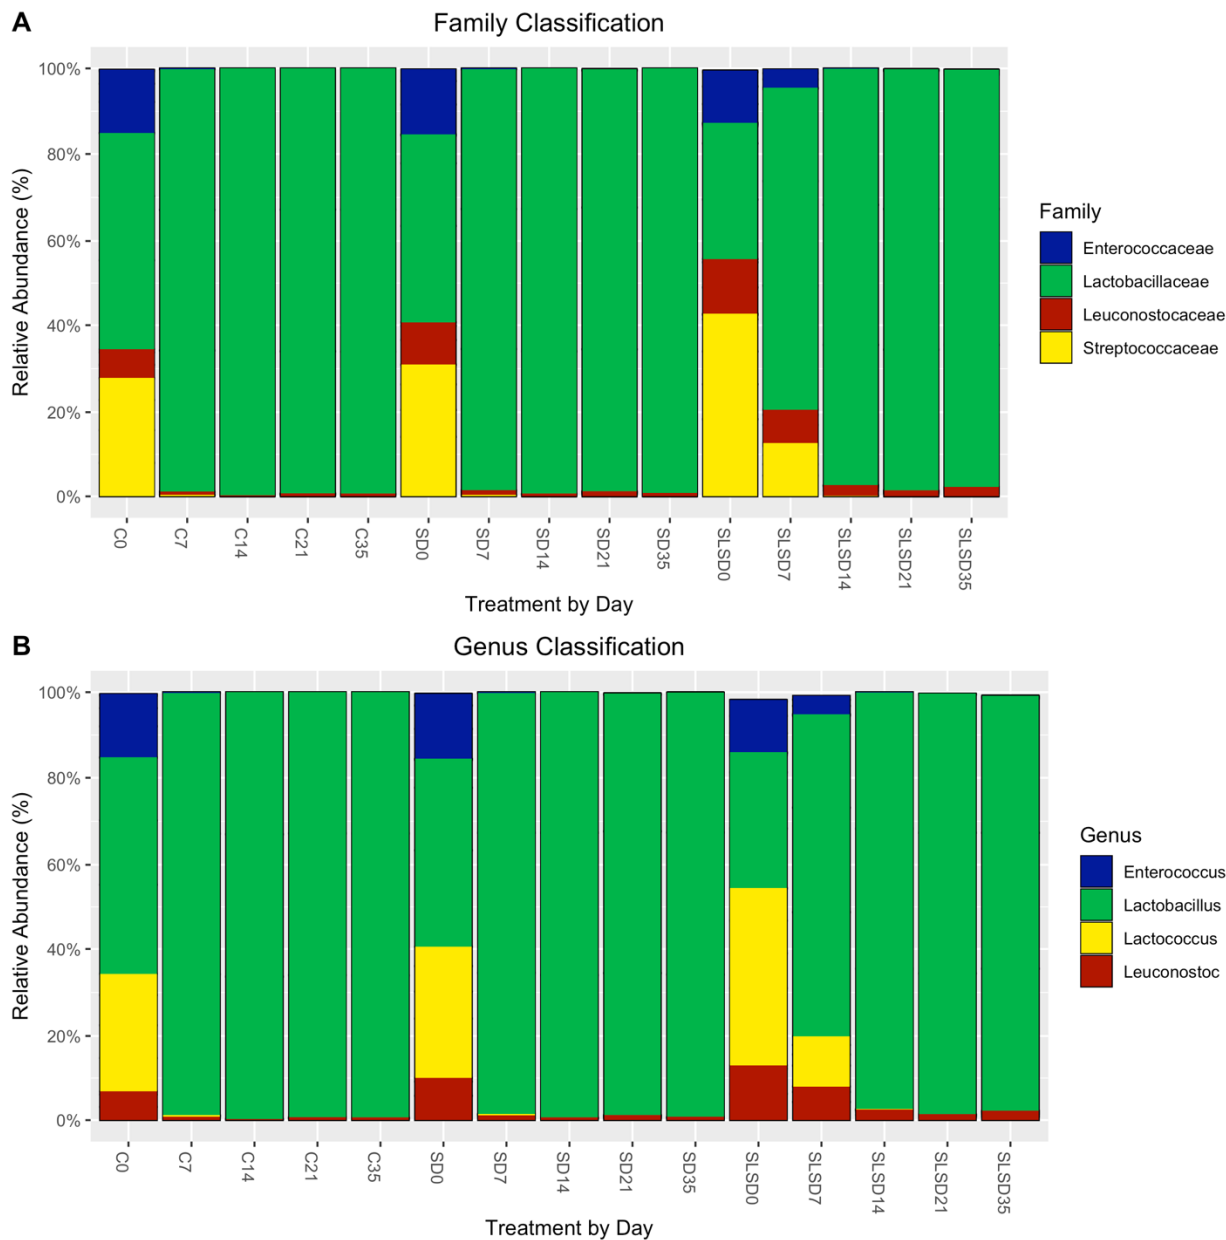 A
Family Classification
Relative Abundance (%)
100%
80%
60%
40%
20%
0%
C0
C7
C14
C21
C35
SD0
SD7
SD14
SD21
SD35
SLSD0
SLSD7
SLSD14
SLSD21
SLSD35
Treatment by Day
Family
Enterococcaceae
Lactobacillaceae
Leuconostocaceae
Streptococcaceae
B
Genus Classification
Relative Abundance (%)
100%
80%
60%
40%
20%
0%
C0
C7
C14
C21
C35
SD0
SD7
SD14
SD21
SD35
SLSD0
SLSD7
SLSD14
SLSD21
SLSD35
Treatment by Day
Genus
Enterococcus
Lactobacillus
Lactococcus
Leuconostoc